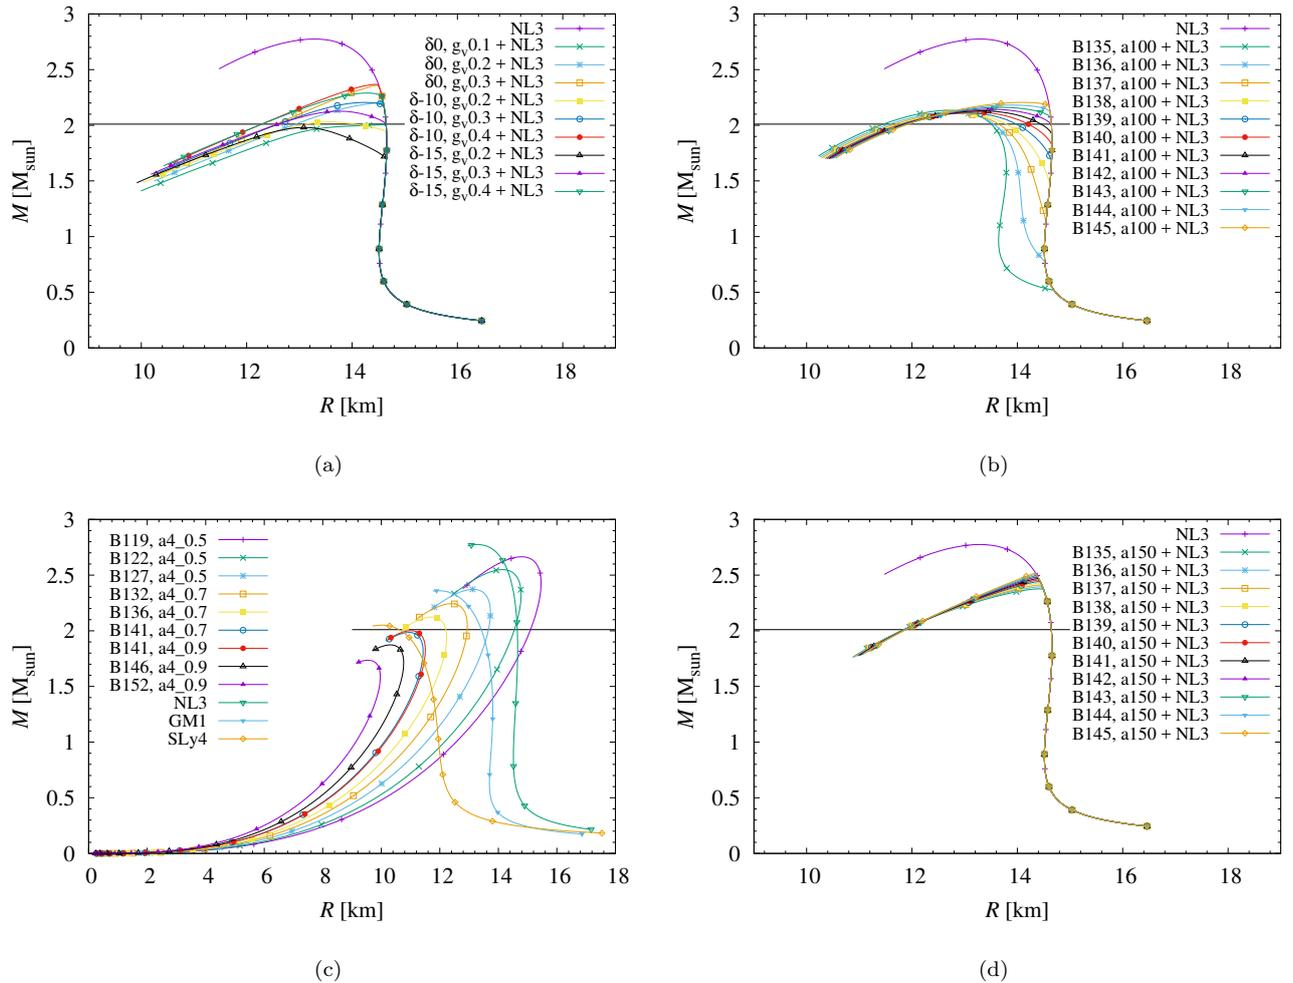 3
2.5
2
1.5
1
0.5
0
M [Msun]
10
12
14
16
18
R [km]
NL3
δ0, gv0.1 + NL3
δ0, gv0.2 + NL3
δ0, gv0.3 + NL3
δ-10, gv0.2 + NL3
δ-10, gv0.3 + NL3
δ-10, gv0.4 + NL3
δ-15, gv0.2 + NL3
δ-15, gv0.3 + NL3
δ-15, gv0.4 + NL3
(a)
3
2.5
2
1.5
1
0.5
0
M [Msun]
10
12
14
16
18
R [km]
NL3
B135, a100 + NL3
B136, a100 + NL3
B137, a100 + NL3
B138, a100 + NL3
B139, a100 + NL3
B140, a100 + NL3
B141, a100 + NL3
B142, a100 + NL3
B143, a100 + NL3
B144, a100 + NL3
B145, a100 + NL3
(b)
3
2.5
2
1.5
1
0.5
0
M [Msun]
0
2
4
6
8
10
12
14
16
18
R [km]
B119, a4_0.5
B122, a4_0.5
B127, a4_0.5
B132, a4_0.7
B136, a4_0.7
B141, a4_0.7
B141, a4_0.9
B146, a4_0.9
B152, a4_0.9
NL3
GM1
SLy4
(c)
3
2.5
2
1.5
1
0.5
0
M [Msun]
10
12
14
16
18
R [km]
NL3
B135, a150 + NL3
B136, a150 + NL3
B137, a150 + NL3
B138, a150 + NL3
B139, a150 + NL3
B140, a150 + NL3
B141, a150 + NL3
B142, a150 + NL3
B143, a150 + NL3
B144, a150 + NL3
B145, a150 + NL3
(d)